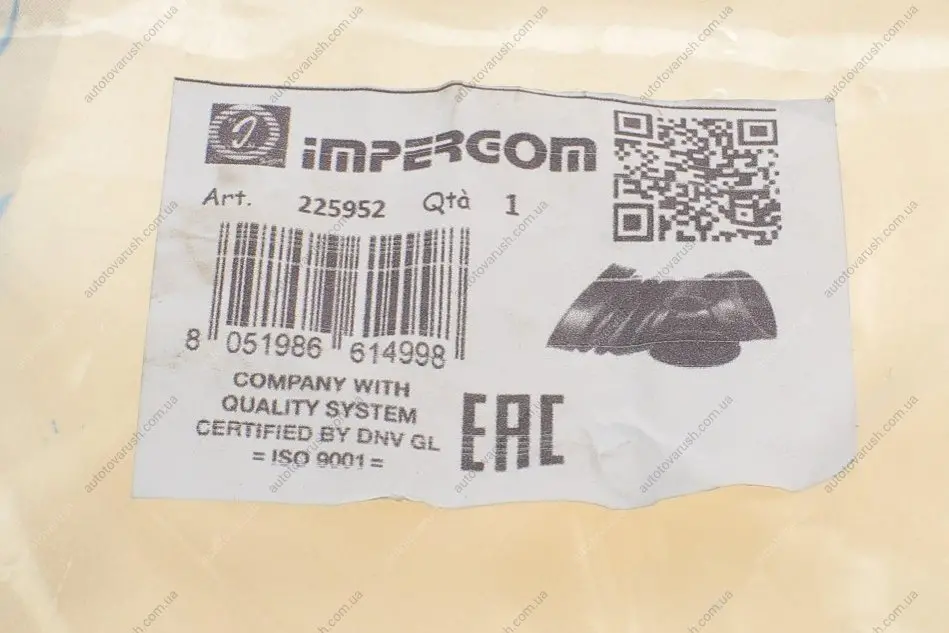 impergom
Art. 225952 Qtà 1
8 051986 614998
COMPANY WITH
QUALITY SYSTEM
CERTIFIED BY DNV GL
= ISO 9001 =
EAC
autotovarush.com.ua